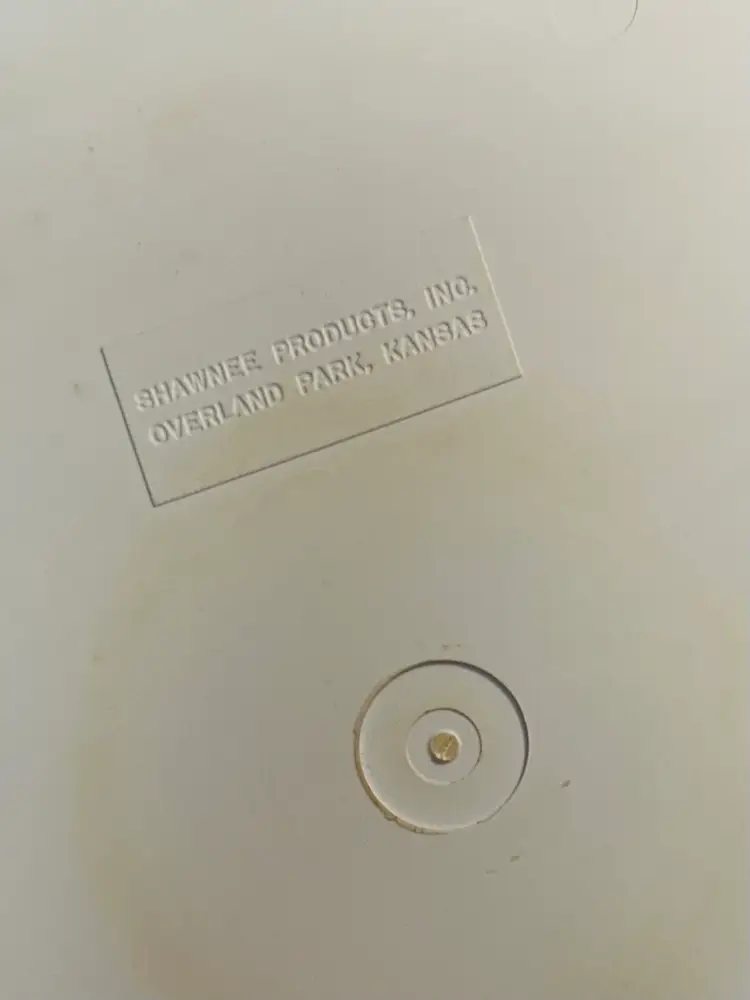 SHAWNEE PRODUCTS, INC.
OVERLAND PARK, KANSAS